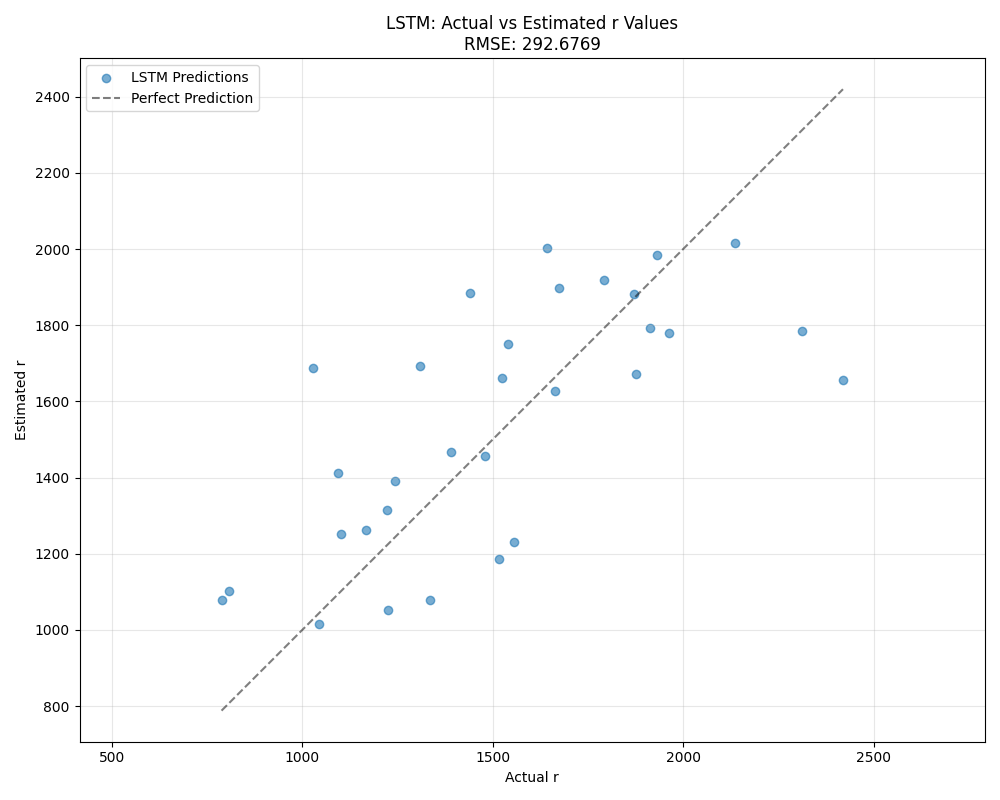 LSTM: Actual vs Estimated r Values
RMSE: 292.6769
LSTM Predictions
Perfect Prediction
2400
2200
2000
1800
1600
1400
1200
1000
800
Estimated r
500
1000
1500
2000
2500
Actual r